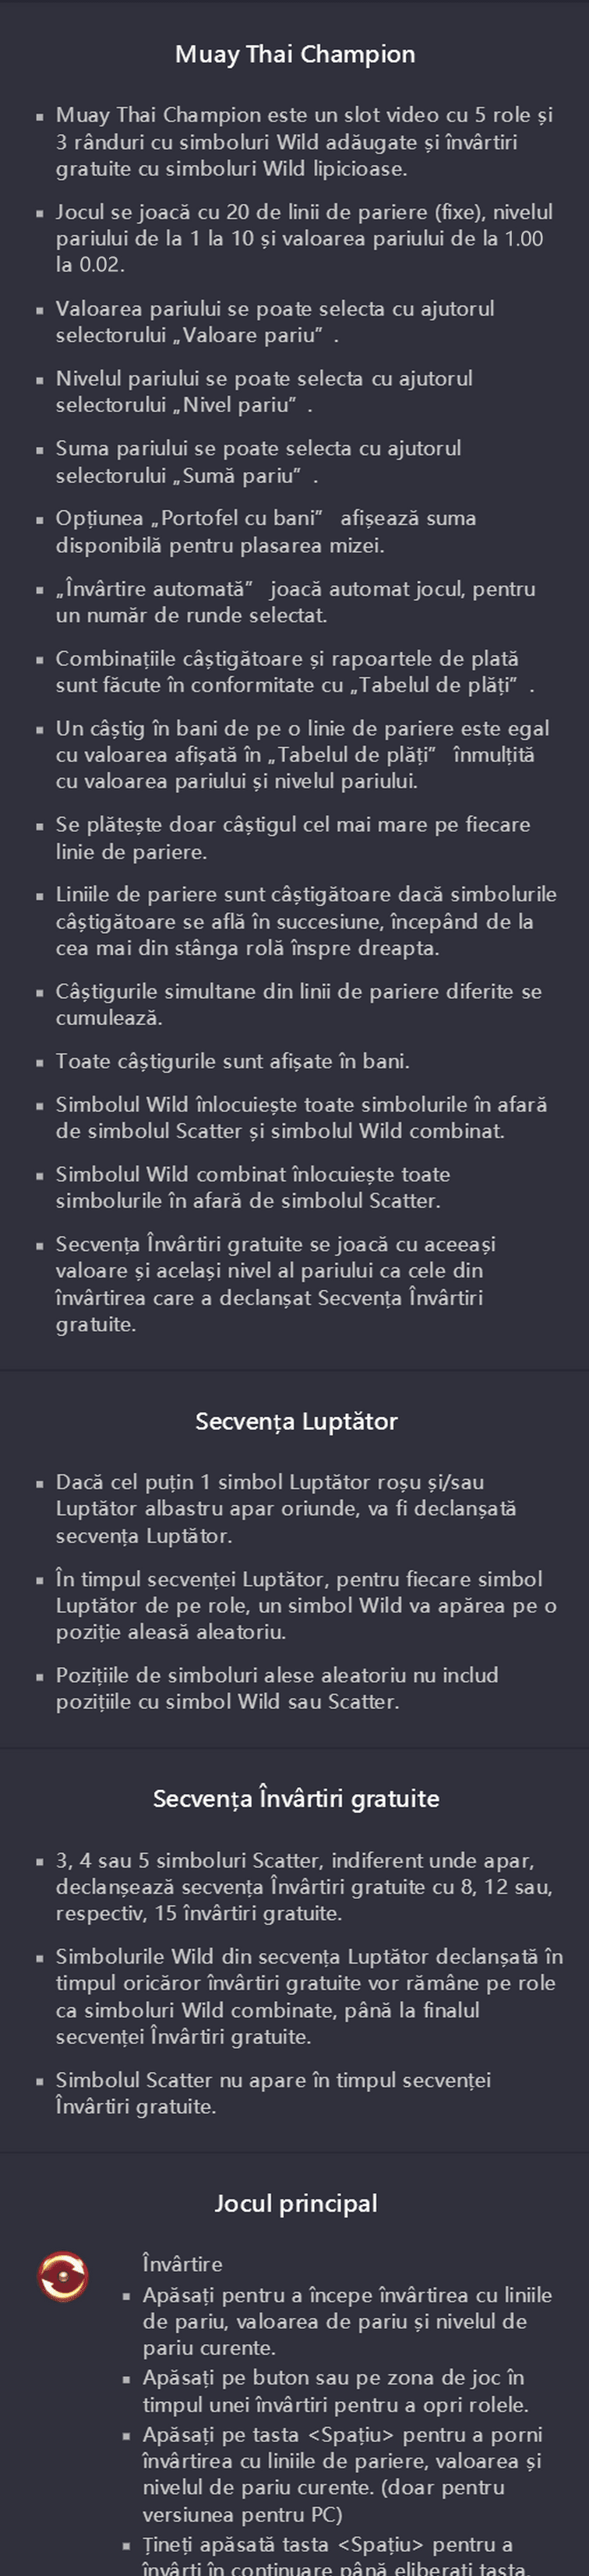 Muay Thai Champion
Muay Thai Champion este un slot video cu 5 role și
3 rânduri cu simboluri Wild adăugate și învârtiri
gratuite cu simboluri Wild lipicioase.
Jocul se joacă cu 20 de linii de pariere (fixe), nivelul
pariului de la 1 la 10 și valoarea pariului de la 1.00
la 0.02.
Valoarea pariului se poate selecta cu ajutorul
selectorului „Valoare pariu” .
Nivelul pariului se poate selecta cu ajutorul
selectorului „Nivel pariu” .
Suma pariului se poate selecta cu ajutorul
selectorului „Sumă pariu” .
Opțiunea „Portofel cu bani” afișează suma
disponibilă pentru plasarea mizei.
„Învârtire automată” joacă automat jocul, pentru
un număr de runde selectat.
Combinațiile câștigătoare și rapoartele de plată
sunt făcute în conformitate cu „Tabelul de plăți” .
Un câștig în bani de pe o linie de pariere este egal
cu valoarea afișată în „Tabelul de plăți” înmulțită
cu valoarea pariului și nivelul pariului.
Se plătește doar câștigul cel mai mare pe fiecare
linie de pariere.
Liniile de pariere sunt câștigătoare dacă simbolurile
câștigătoare se află în succesiune, începând de la
cea mai din stânga rolă înspre dreapta.
Câștigurile simultane din linii de pariere diferite se
cumulează.
Toate câștigurile sunt afișate în bani.
Simbolul Wild înlocuiește toate simbolurile în afară
de simbolul Scatter și simbolul Wild combinat.
Simbolul Wild combinat înlocuiește toate
simbolurile în afară de simbolul Scatter.
Secvența Învârtiri gratuite se joacă cu aceeași
valoare și același nivel al pariului ca cele din
învârtirea care a declanșat Secvența Învârtiri
gratuite.
Secvența Luptător
Dacă cel puțin 1 simbol Luptător roșu și/sau
Luptător albastru apar oriunde, va fi declanșată
secvența Luptător.
În timpul secvenței Luptător, pentru fiecare simbol
Luptător de pe role, un simbol Wild va apărea pe o
poziție aleasă aleatoriu.
Pozițiile de simboluri alese aleatoriu nu includ
pozițiile cu simbol Wild sau Scatter.
Secvența Învârtiri gratuite
3, 4 sau 5 simboluri Scatter, indiferent unde apar,
declanșează secvența Învârtiri gratuite cu 8, 12 sau,
respectiv, 15 învârtiri gratuite.
Simbolurile Wild din secvența Luptător declanșată în
timpul oricăror învârtiri gratuite vor rămâne pe role
ca simboluri Wild combinate, până la finalul
secvenței Învârtiri gratuite.
Simbolul Scatter nu apare în timpul secvenței
Învârtiri gratuite.
Jocul principal
Învârtire
Apăsați pentru a începe învârtirea cu liniile
de pariu, valoarea de pariu și nivelul de
pariu curente.
Apăsați pe buton sau pe zona de joc în
timpul unei învârtiri pentru a opri rolele.
Apăsați pe tasta <Spațiu> pentru a porni
învârtirea cu liniile de pariere, valoarea și
nivelul de pariu curente. (doar pentru
versiunea pentru PC)
Țineți apăsată tasta <Spațiu> pentru a
învârti în continuare până eliberați tasta.